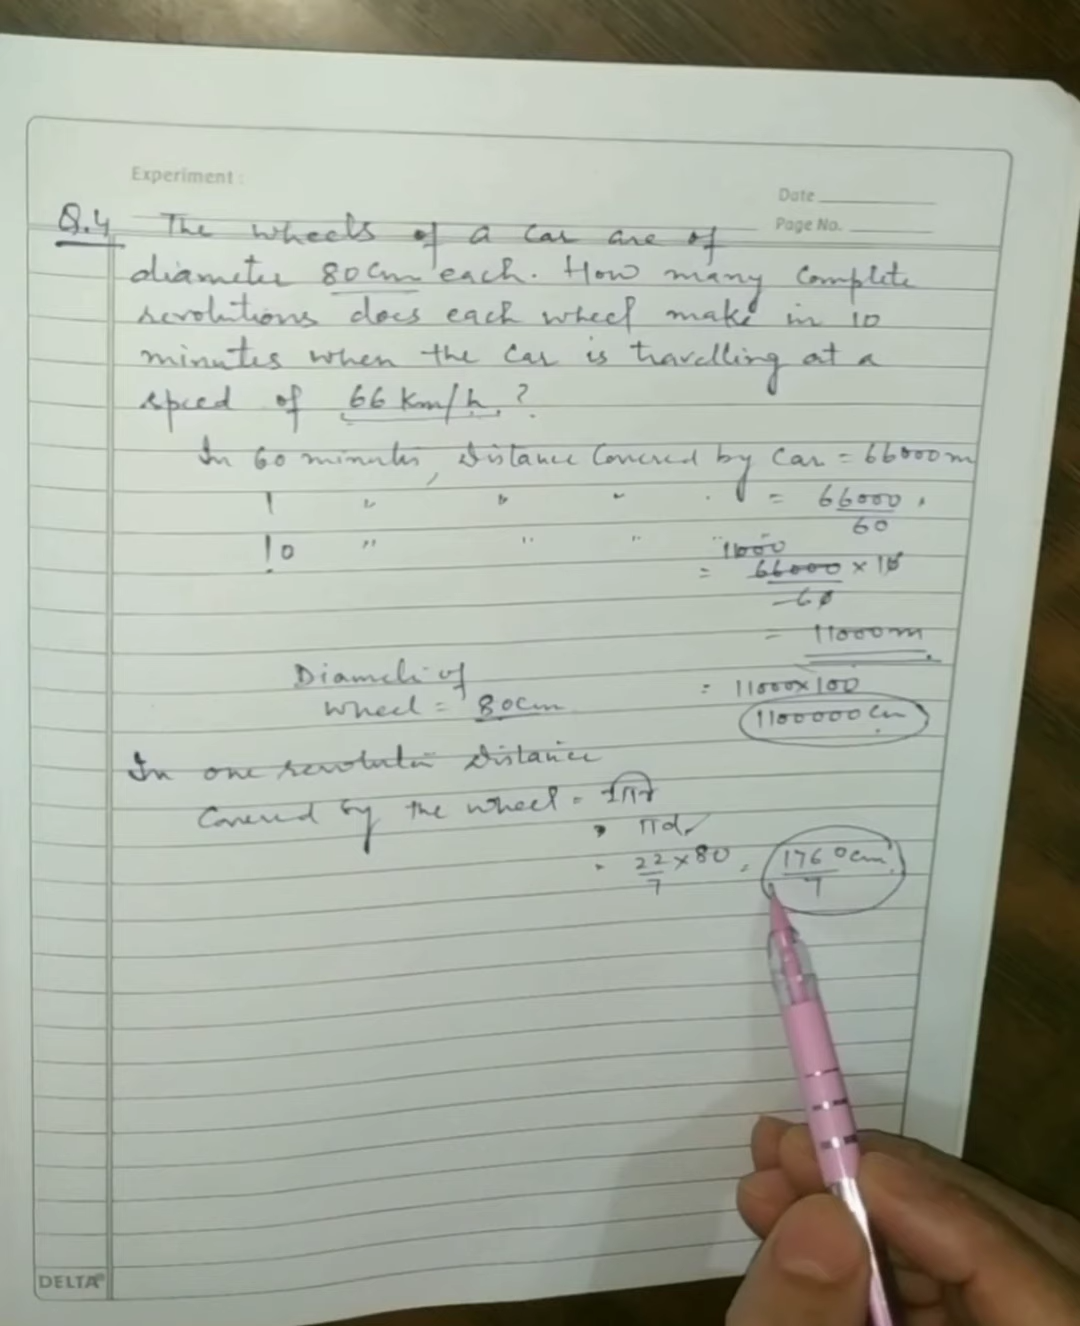 Experiment :
Date
Page No.
Q.4 The wheels of a car are of
diameter 80cm each. How many complete
revolutions does each wheel make in 10
minutes when the car is travelling at a
speed of 66 km/h ?
In 60 minutes, distance covered by car = 66000m
1 " " " " = 66000/60
10 " " " " = 66000/60 × 10
11000
= 11000m
Diameter of
wheel = 80cm
= 11000×100
1100000 cm
In one revolution distance
covered by the wheel = 2πr
= πd
= 22/7 × 80 = 1760cm/7
DELTA®